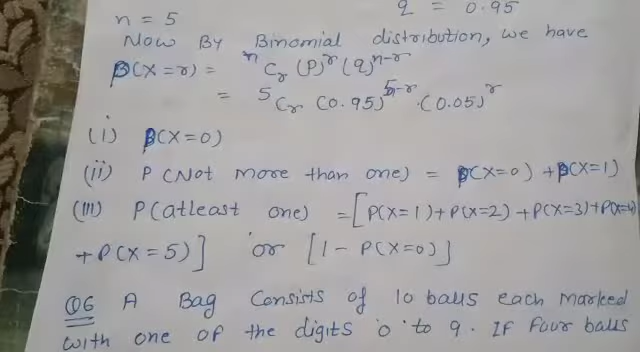 n = 5 q = 0.95
Now By Binomial distribution, we have
P(X=r) = ⁿCᵣ (P)ʳ (q)ⁿ⁻ʳ
= ⁵Cᵣ (0.95)⁵⁻ʳ · (0.05)ʳ
(i) P(X=0)
(ii) P (Not more than one) = P(X=0) + P(X=1)
(iii) P(atleast one) = [P(X=1)+P(X=2)+P(X=3)+P(X=4)
+P(X=5)] or [1-P(X=0)]
Q6 A Bag Consists of 10 balls each marked
with one of the digits 0 to 9. If four balls